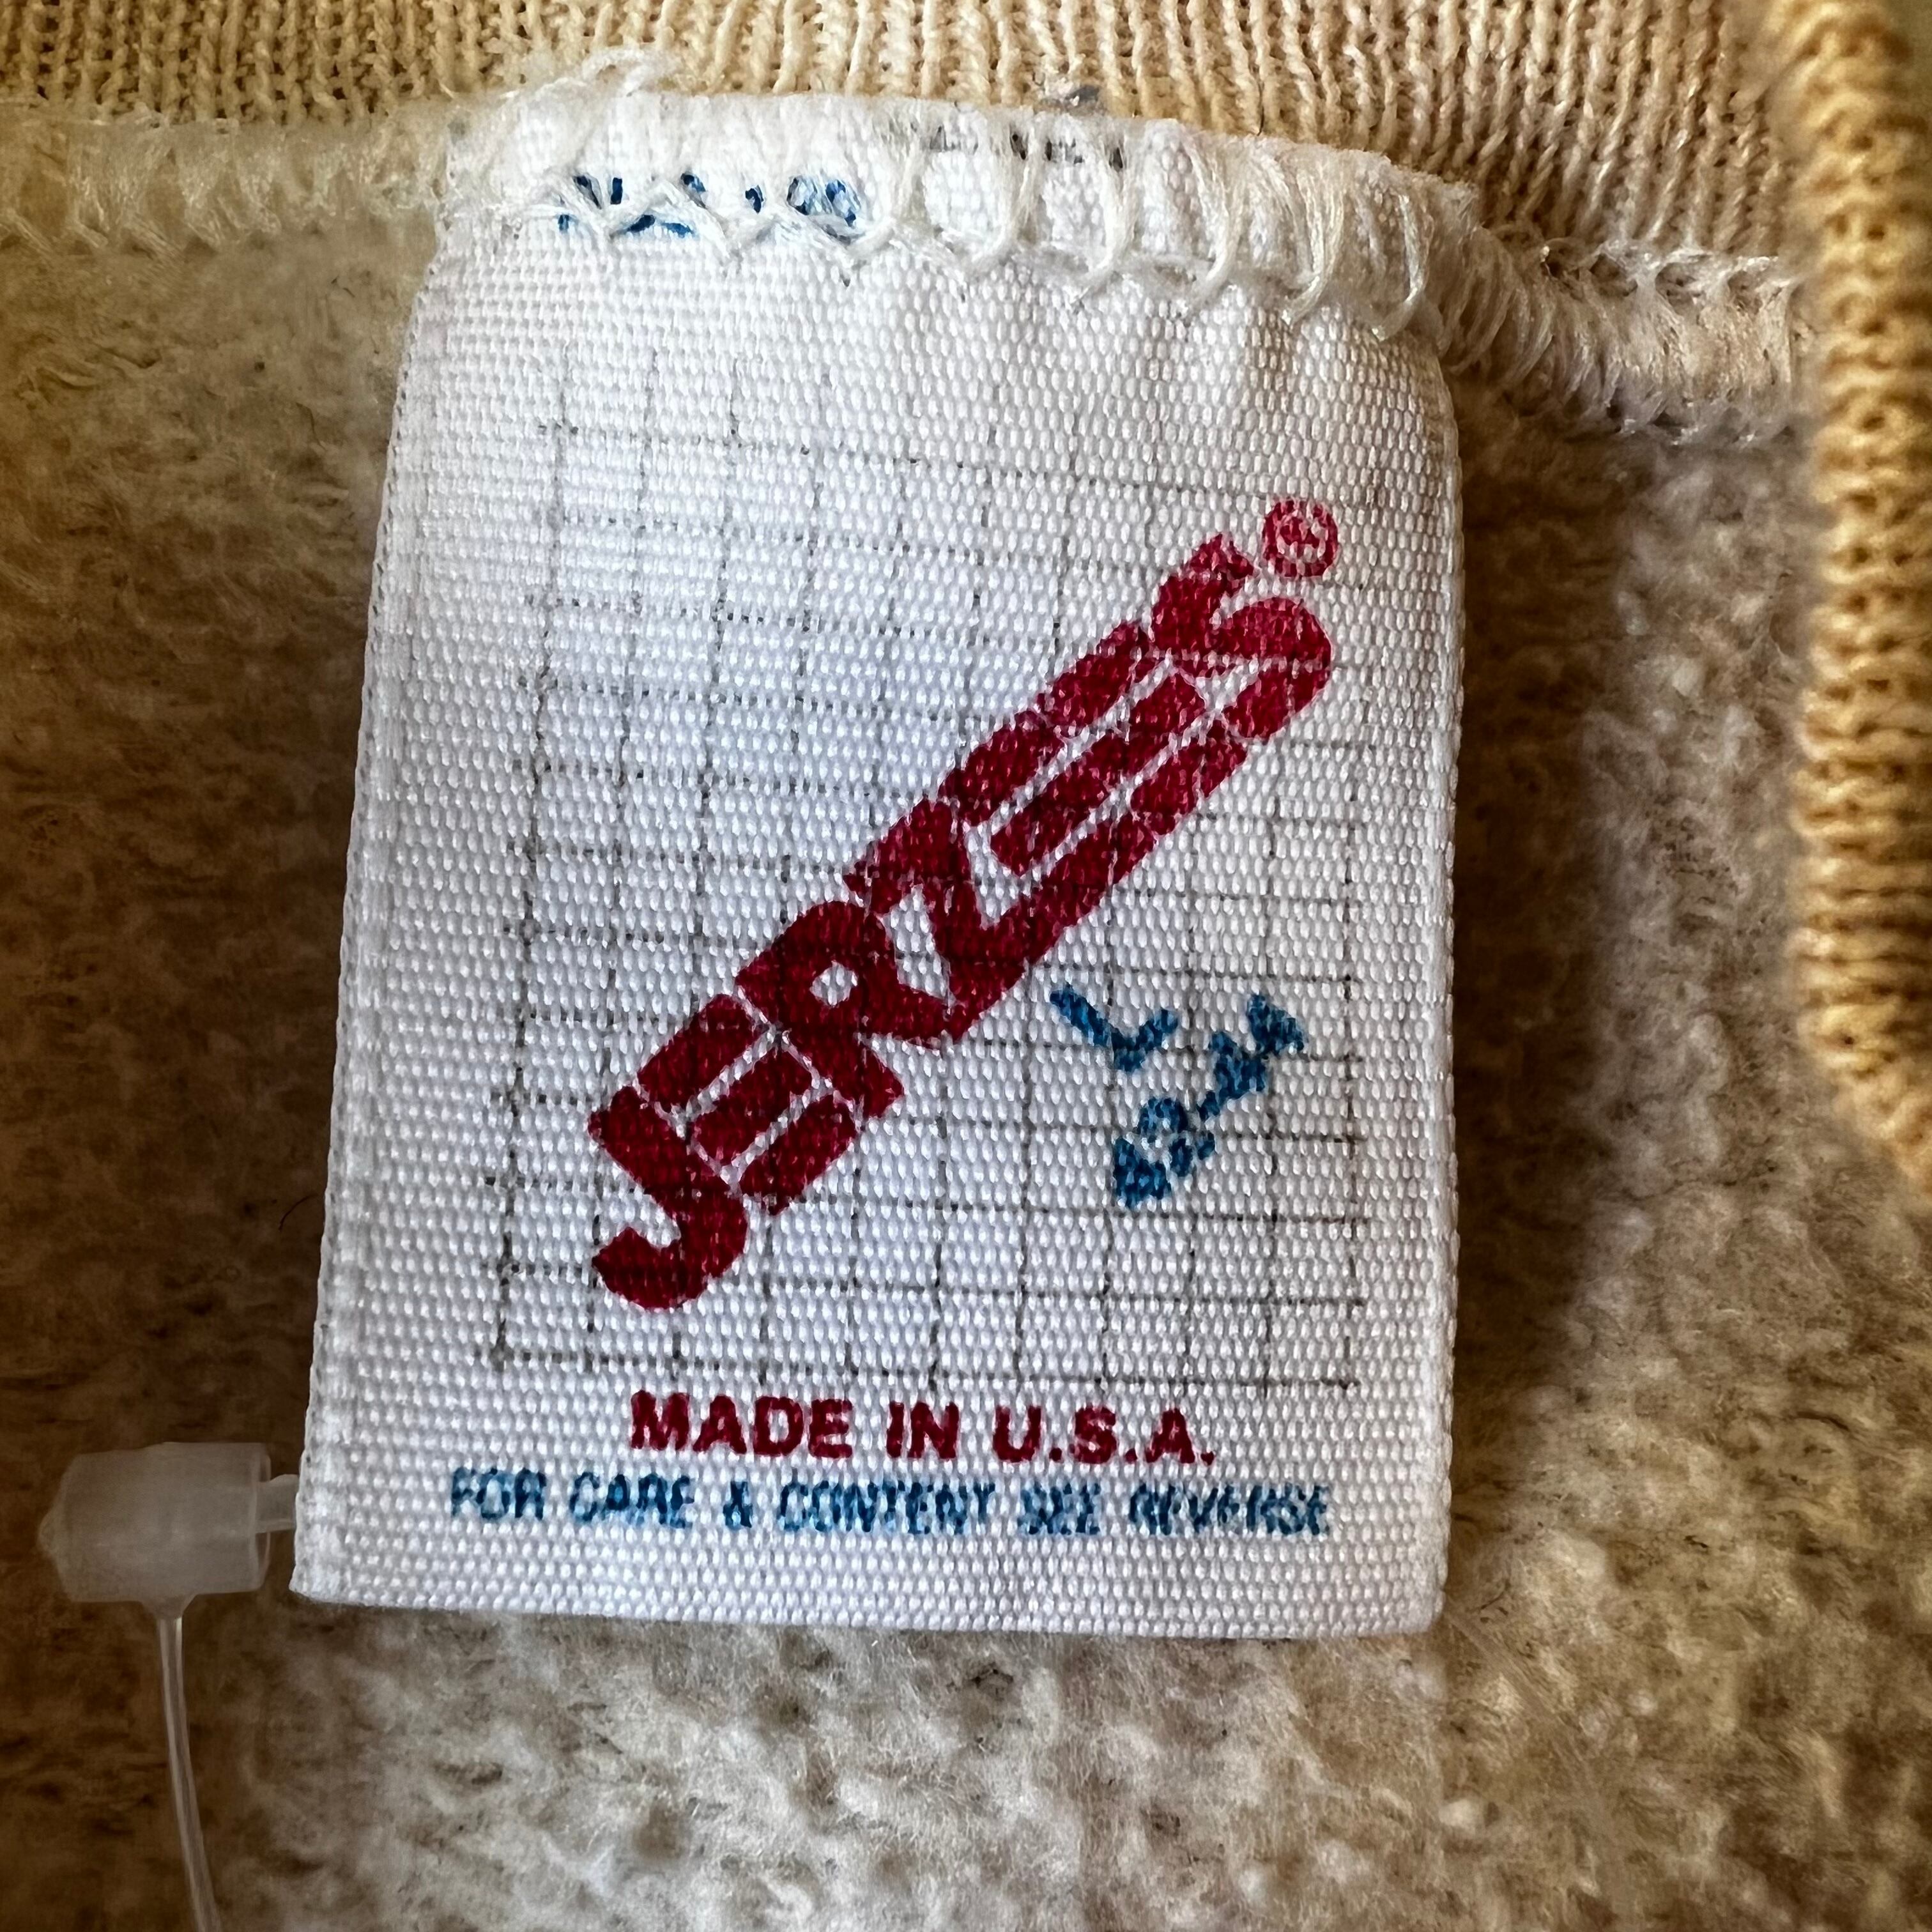 JERZEES®
L
42-44
MADE IN U.S.A.
FOR CARE & CONTENT SEE REVERSE